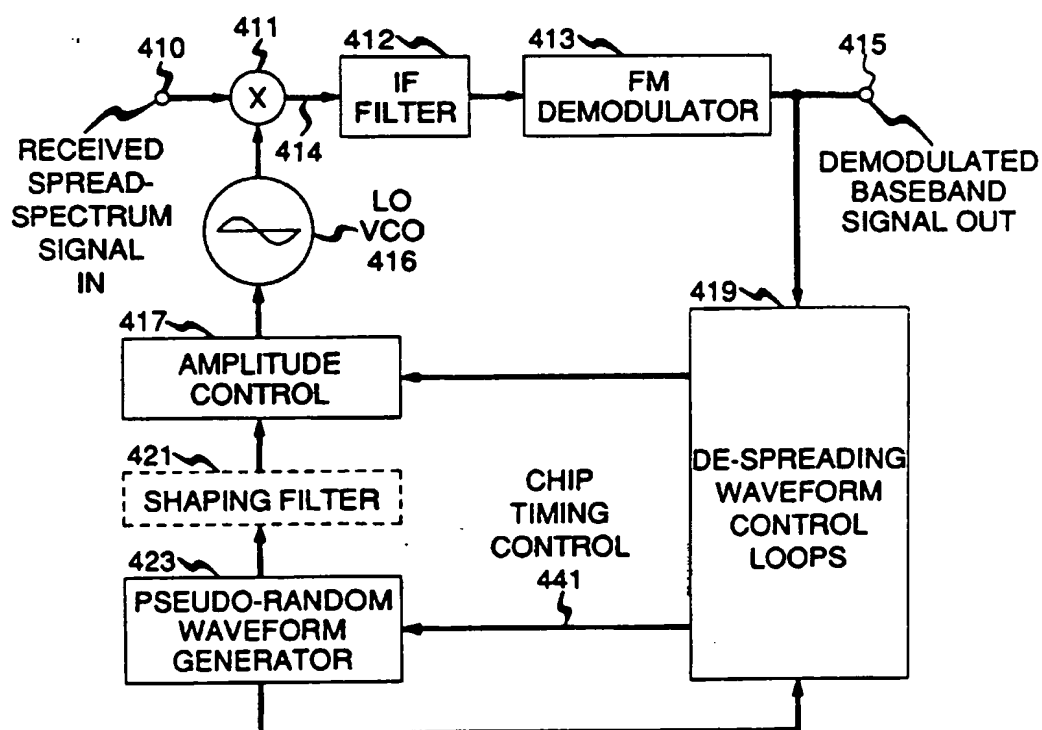 410
411
412
413
415
X
IF
FILTER
FM
DEMODULATOR
414
RECEIVED
SPREAD-
SPECTRUM
SIGNAL
IN
DEMODULATED
BASEBAND
SIGNAL OUT
LO
VCO
416
417
AMPLITUDE
CONTROL
419
DE-SPREADING
WAVEFORM
CONTROL
LOOPS
421
SHAPING FILTER
CHIP
TIMING
CONTROL
441
423
PSEUDO-RANDOM
WAVEFORM
GENERATOR